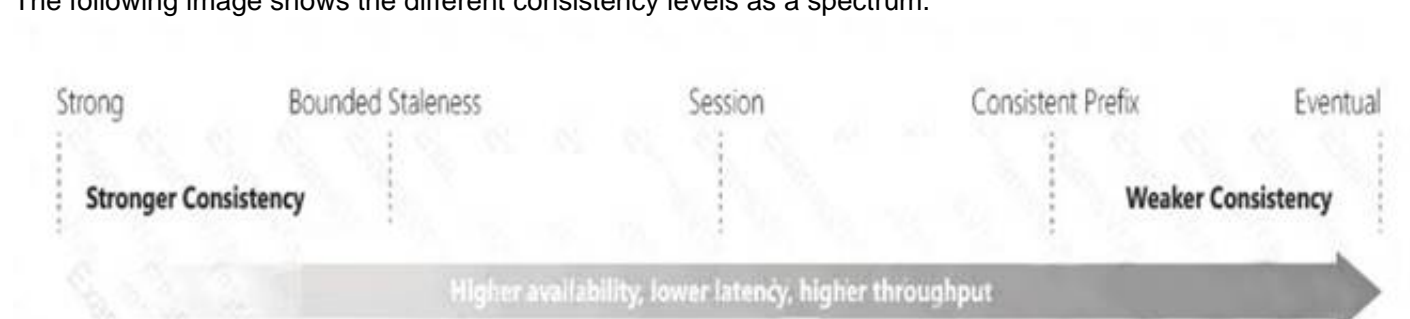 The following image shows the different consistency levels as a spectrum.
Strong Bounded Staleness Session Consistent Prefix Eventual
Stronger Consistency Weaker Consistency
Higher availability, lower latency, higher throughput